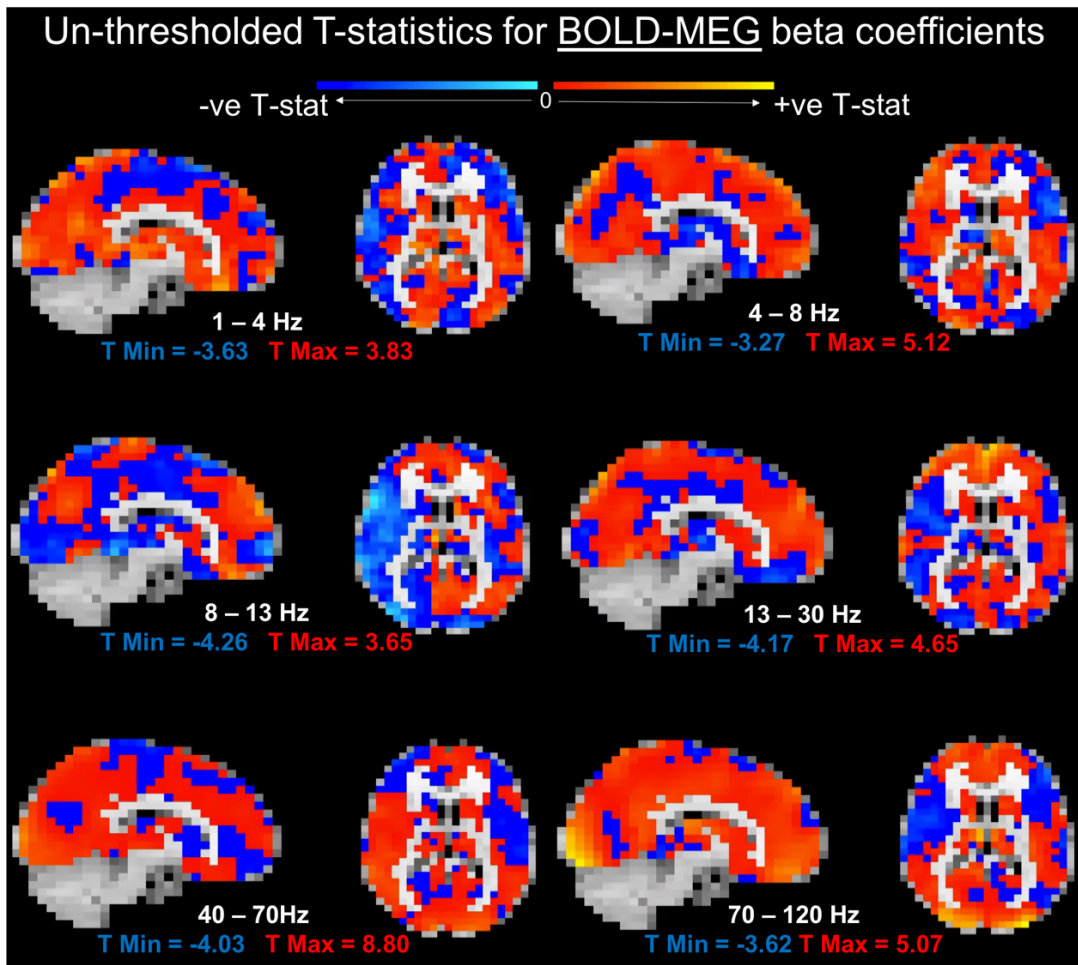 Un-thresholded T-statistics for BOLD-MEG beta coefficients
-ve T-stat 0 +ve T-stat
1 – 4 Hz
T Min = -3.63 T Max = 3.83
4 – 8 Hz
T Min = -3.27 T Max = 5.12
8 – 13 Hz
T Min = -4.26 T Max = 3.65
13 – 30 Hz
T Min = -4.17 T Max = 4.65
40 – 70Hz
T Min = -4.03 T Max = 8.80
70 – 120 Hz
T Min = -3.62 T Max = 5.07